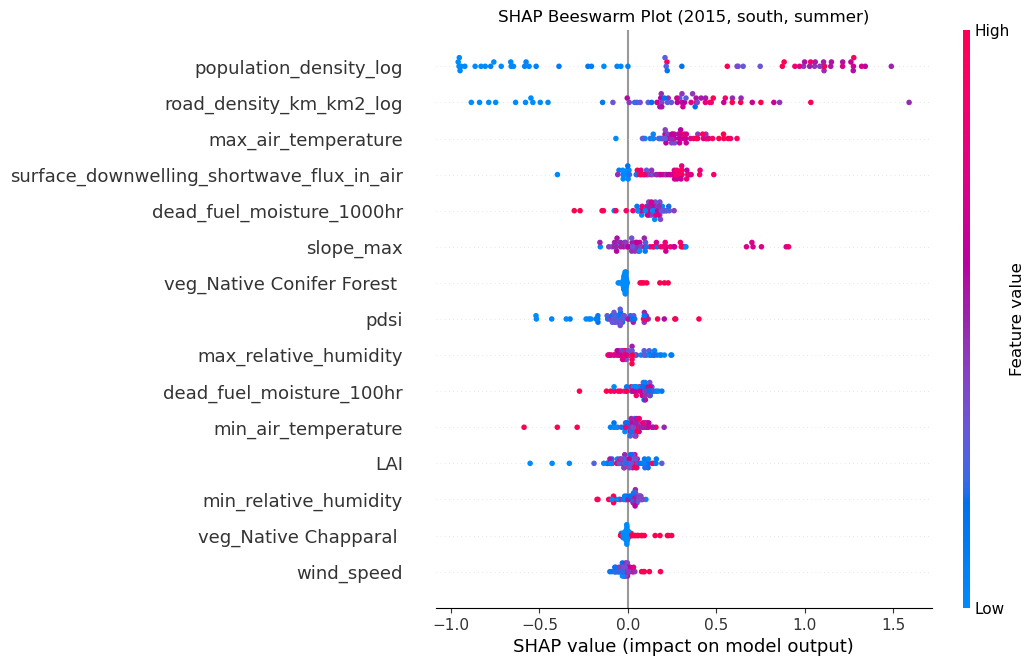 SHAP Beeswarm Plot (2015, south, summer)
High
population_density_log
road_density_km_km2_log
max_air_temperature
surface_downwelling_shortwave_flux_in_air
dead_fuel_moisture_1000hr
slope_max
veg_Native Conifer Forest
pdsi
max_relative_humidity
dead_fuel_moisture_100hr
min_air_temperature
LAI
min_relative_humidity
veg_Native Chapparal
wind_speed
Feature value
Low
−1.0 −0.5 0.0 0.5 1.0 1.5
SHAP value (impact on model output)